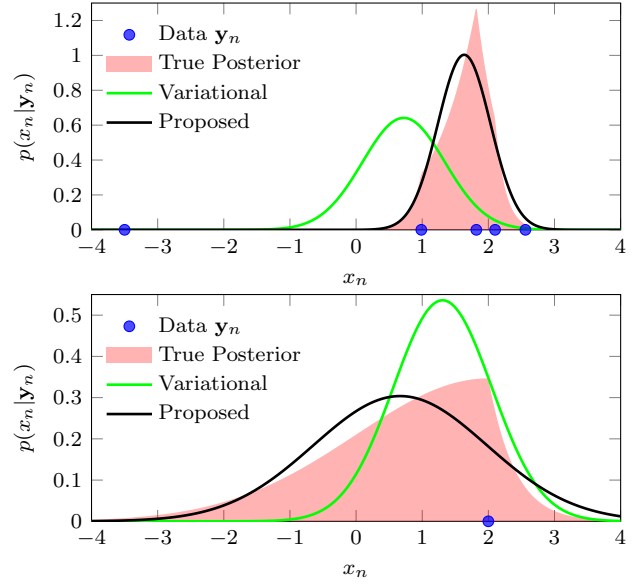 1.2
1
0.8
0.6
0.4
0.2
0
p(x_n|y_n)
Data y_n
True Posterior
Variational
Proposed
−4 −3 −2 −1 0 1 2 3 4
x_n
0.5
0.4
0.3
0.2
0.1
0
p(x_n|y_n)
Data y_n
True Posterior
Variational
Proposed
−4 −3 −2 −1 0 1 2 3 4
x_n